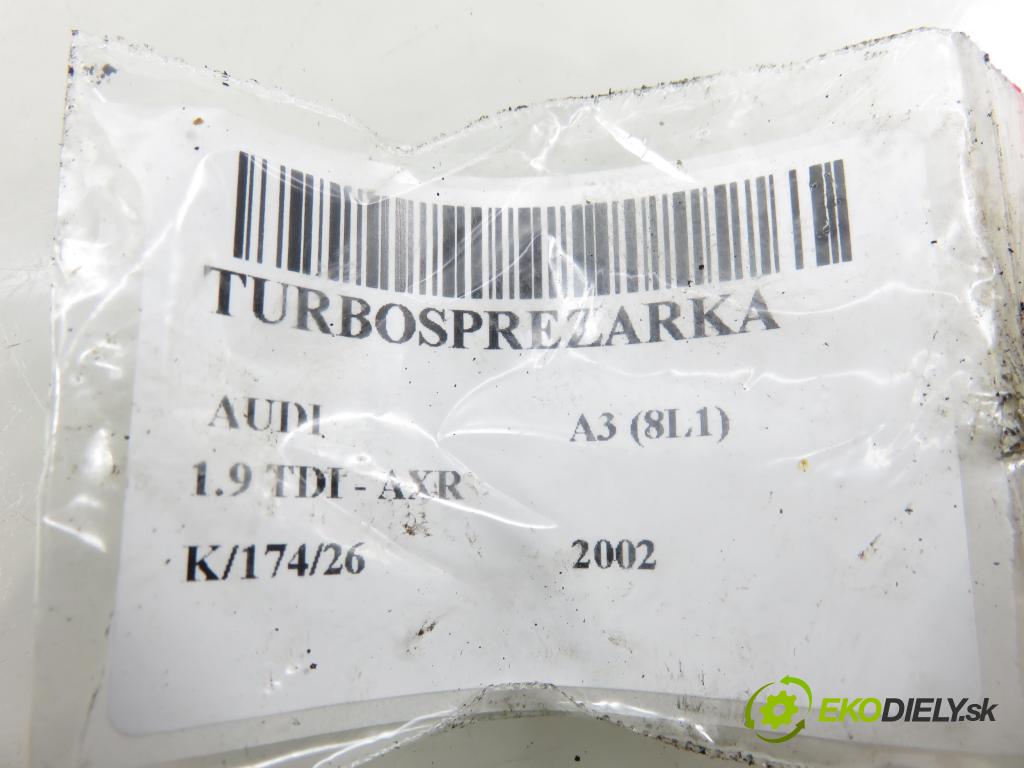 TURBOSPREZARKA
AUDI A3 (8L1)
1.9 TDI - AXR
K/174/26 2002
EKODIELY.sk